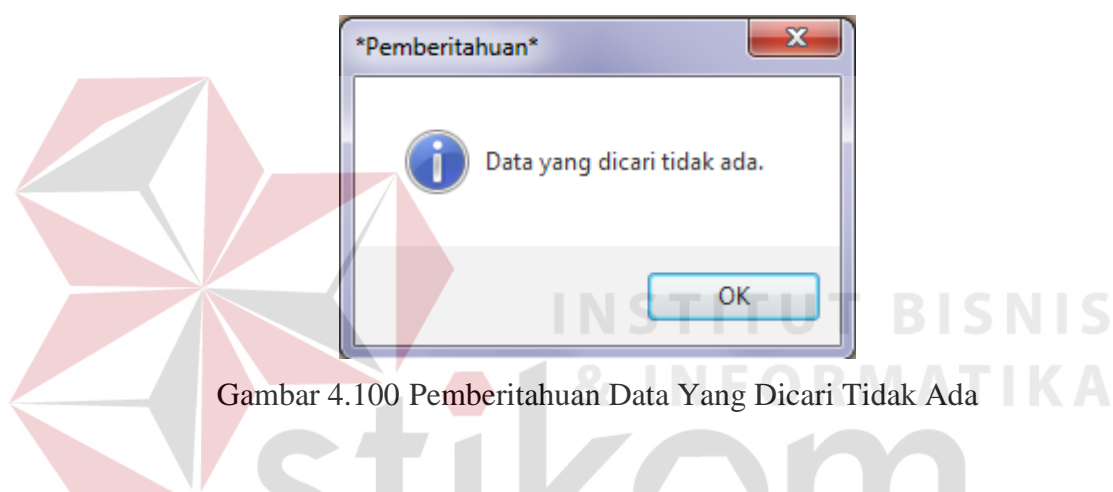 *Pemberitahuan*
Data yang dicari tidak ada.
OK
INSTITUT BISNIS
& INFORMATIKA
Gambar 4.100 Pemberitahuan Data Yang Dicari Tidak Ada
stikom